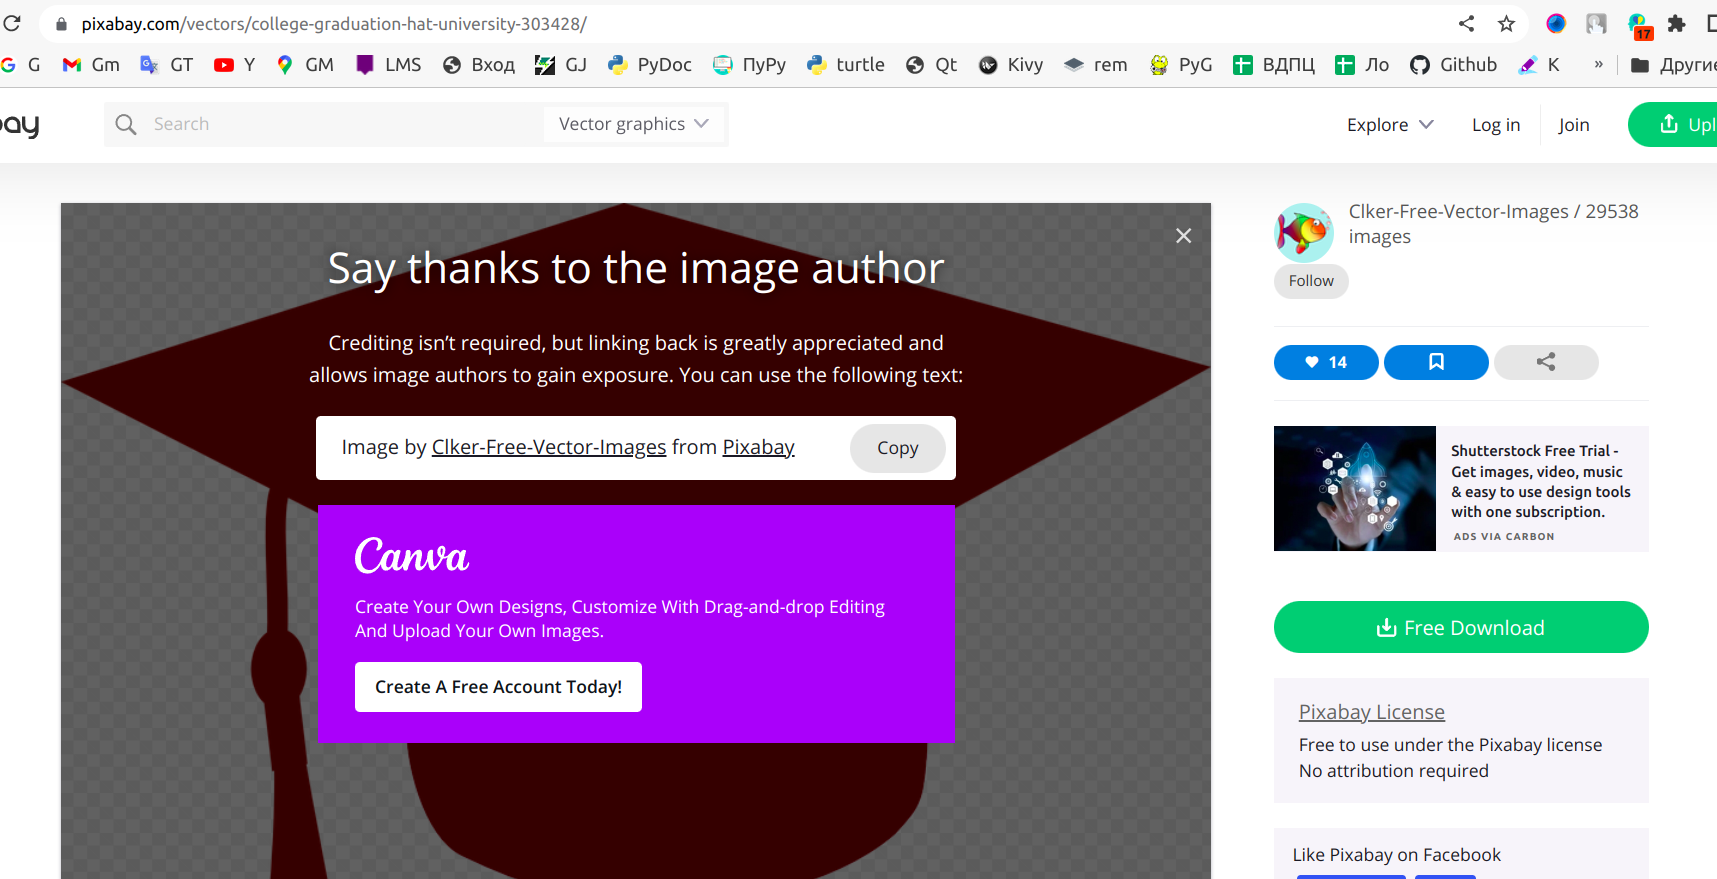 pixabay.com/vectors/college-graduation-hat-university-303428/
17
G Gm GT Y GM LMS Вход GJ PyDoc ПуРу turtle Qt Kivy rem PyG ВДПЦ Ло Github K » Другие
bay
Search
Vector graphics
Explore
Log in
Join
Upl
Say thanks to the image author
Crediting isn’t required, but linking back is greatly appreciated and
allows image authors to gain exposure. You can use the following text:
Image by Clker-Free-Vector-Images from Pixabay
Copy
Canva
Create Your Own Designs, Customize With Drag-and-drop Editing
And Upload Your Own Images.
Create A Free Account Today!
Clker-Free-Vector-Images / 29538
images
Follow
14
Shutterstock Free Trial -
Get images, video, music
& easy to use design tools
with one subscription.
ADS VIA CARBON
Free Download
Pixabay License
Free to use under the Pixabay license
No attribution required
Like Pixabay on Facebook